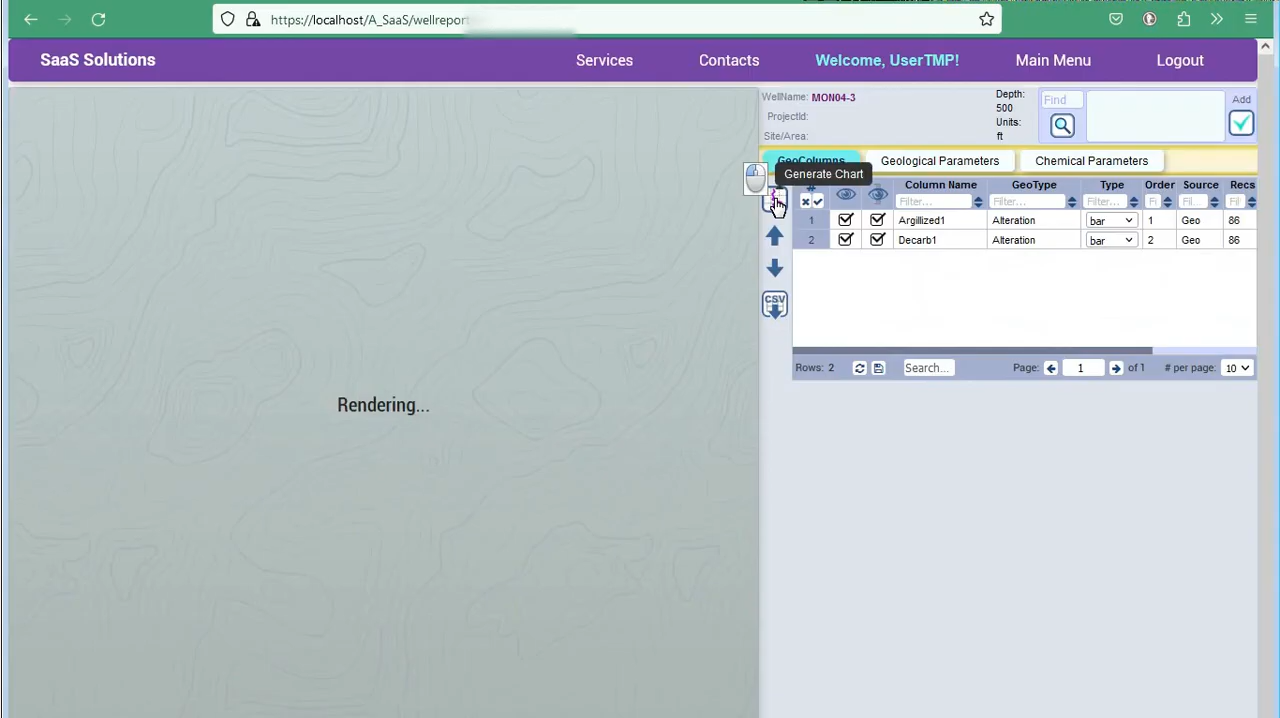 https://localhost/A_SaaS/wellreport
SaaS Solutions Services Contacts Welcome, UserTMP! Main Menu Logout
WellName: MON04-3
ProjectId:
Site/Area:
Depth:
500
Units:
ft
Find
Add
GeoColumns Geological Parameters Chemical Parameters
Generate Chart
# Column Name GeoType Type Order Source Recs
Filter... Filter... Filter... Fi Fil... Fil
1 Argillized1 Alteration bar 1 Geo 86
2 Decarb1 Alteration bar 2 Geo 86
CSV
Rows: 2 Search... Page: 1 of 1 # per page: 10
Rendering...